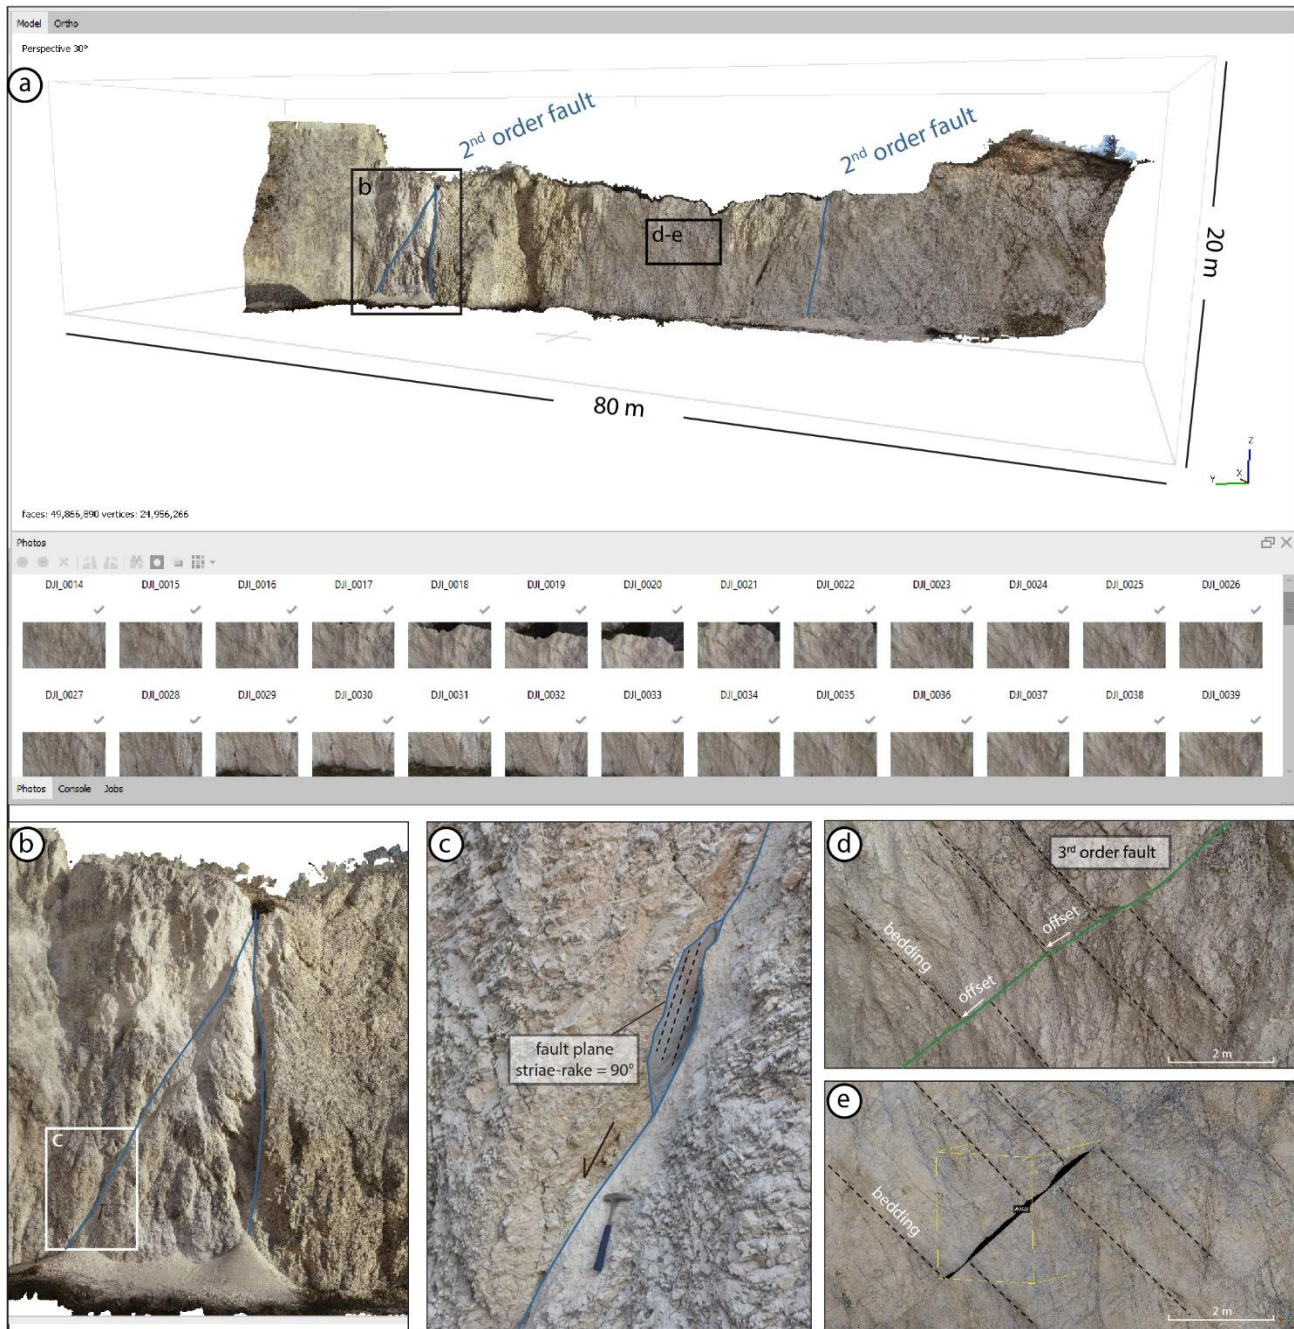 Model Ortho
Perspective 30°
a
2nd order fault
2nd order fault
b
d-e
20 m
80 m
Z
X
Y
faces: 49,866,890 vertices: 24,956,266
Photos
DJI_0014 DJI_0015 DJI_0016 DJI_0017 DJI_0018 DJI_0019 DJI_0020 DJI_0021 DJI_0022 DJI_0023 DJI_0024 DJI_0025 DJI_0026
DJI_0027 DJI_0028 DJI_0029 DJI_0030 DJI_0031 DJI_0032 DJI_0033 DJI_0034 DJI_0035 DJI_0036 DJI_0037 DJI_0038 DJI_0039
Photos Console Jobs
b
c
c
fault plane
striae-rake = 90°
d
3rd order fault
bedding
offset
offset
2 m
e
bedding
2 m